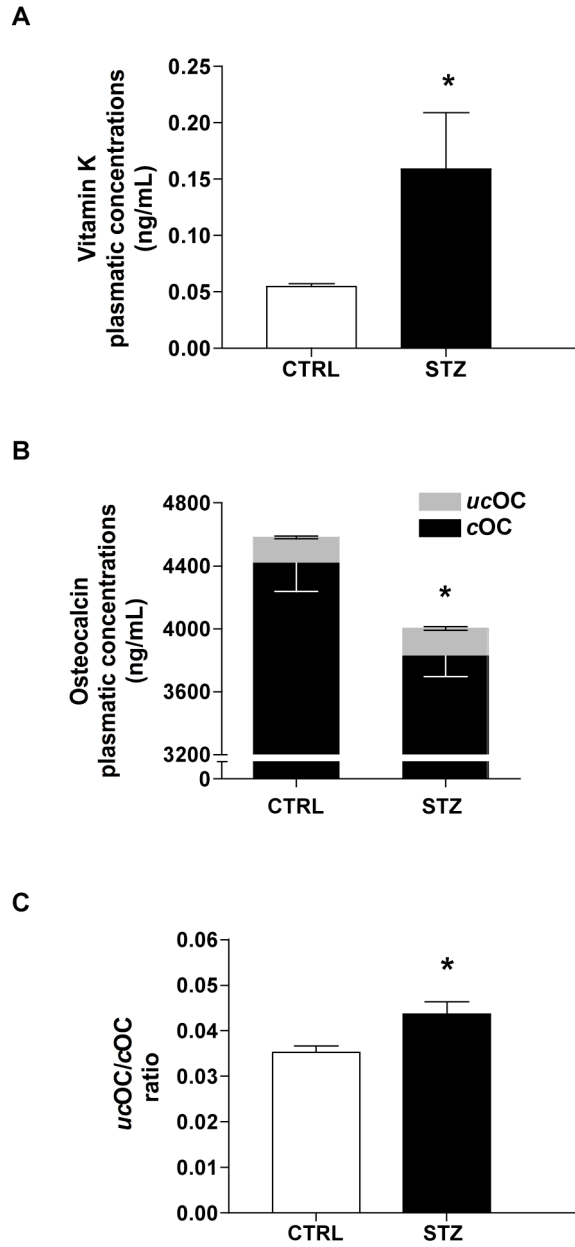 A
Vitamin K
plasmatic concentrations
(ng/mL)
0.25
0.20
0.15
0.10
0.05
0.00
*
CTRL
STZ
B
Osteocalcin
plasmatic concentrations
(ng/mL)
4800
4400
4000
3600
3200
0
ucOC
cOC
*
CTRL
STZ
C
ucOC/cOC
ratio
0.06
0.05
0.04
0.03
0.02
0.01
0.00
*
CTRL
STZ